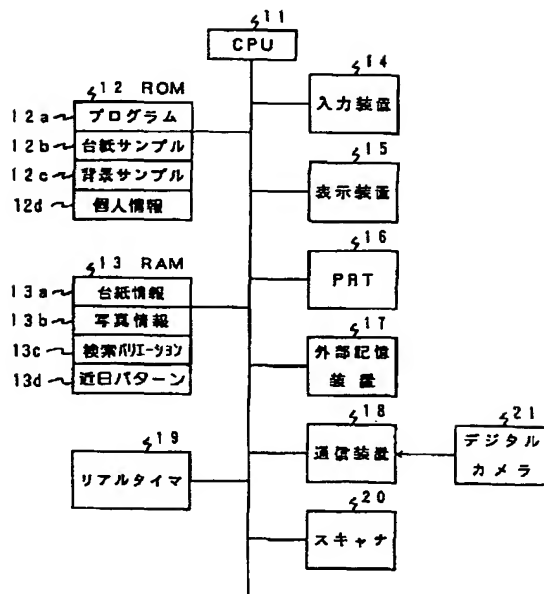 11
CPU
12 ROM
12a プログラム
12b 台紙サンプル
12c 背景サンプル
12d 個人情報
13 RAM
13a 台紙情報
13b 写真情報
13c 検索バリエーション
13d 近日パターン
19
リアルタイマ
14
入力装置
15
表示装置
16
PRT
17
外部記憶
装置
18
通信装置
20
スキャナ
21
デジタル
カメラ